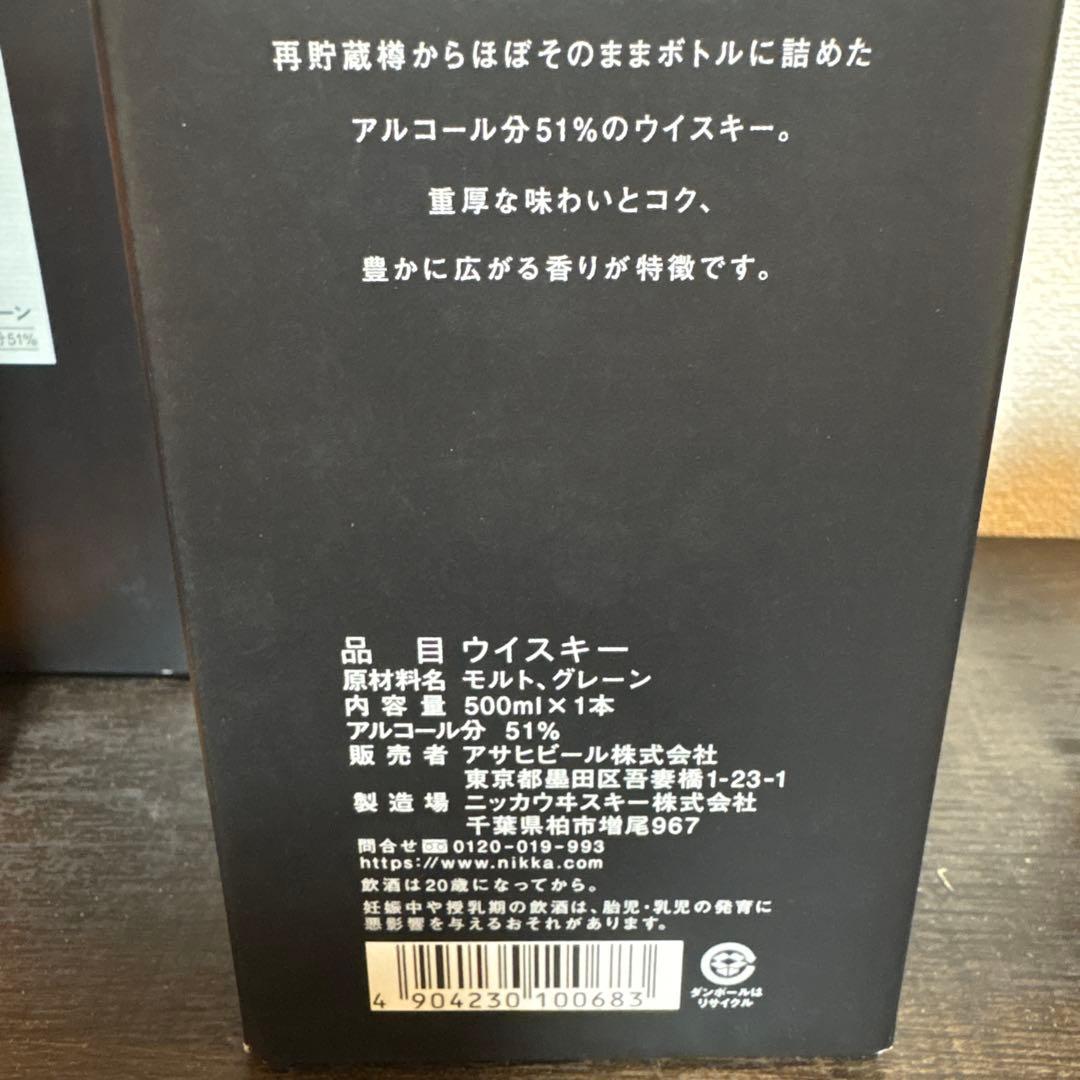 再貯蔵樽からほぼそのままボトルに詰めた
アルコール分51%のウイスキー。
重厚な味わいとコク、
豊かに広がる香りが特徴です。
ーン
分51%
品目 ウイスキー
原材料名 モルト、グレーン
内容量 500ml×1本
アルコール分 51%
販売者 アサヒビール株式会社
東京都墨田区吾妻橋1-23-1
製造場 ニッカウヰスキー株式会社
千葉県柏市増尾967
問合せ 0120-019-993
https://www.nikka.com
飲酒は20歳になってから。
妊娠中や授乳期の飲酒は、胎児・乳児の発育に
悪影響を与えるおそれがあります。
4 904230 100683
ダンボールは
リサイクル